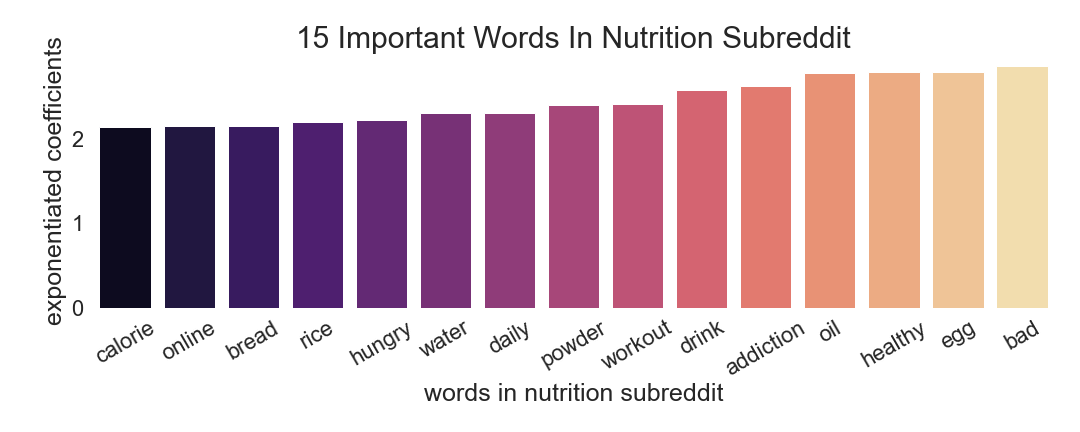 15 Important Words In Nutrition Subreddit
exponentiated coefficients
2
1
0
calorie
online
bread
rice
hungry
water
daily
powder
workout
drink
addiction
oil
healthy
egg
bad
words in nutrition subreddit